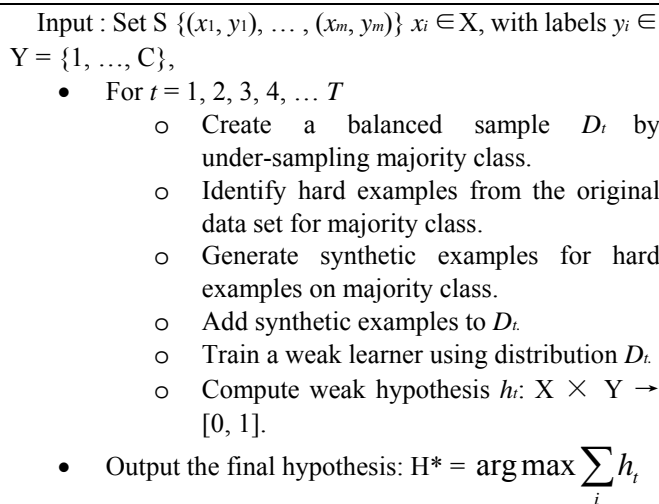 Input : Set S {(x1, y1), … , (xm, ym)} xi ∈ X, with labels yi ∈
Y = {1, …, C},
• For t = 1, 2, 3, 4, … T
o Create a balanced sample Dt by
under-sampling majority class.
o Identify hard examples from the original
data set for majority class.
o Generate synthetic examples for hard
examples on majority class.
o Add synthetic examples to Dt.
o Train a weak learner using distribution Dt.
o Compute weak hypothesis ht: X × Y →
[0, 1].
• Output the final hypothesis: H* = arg max ∑ ht
i